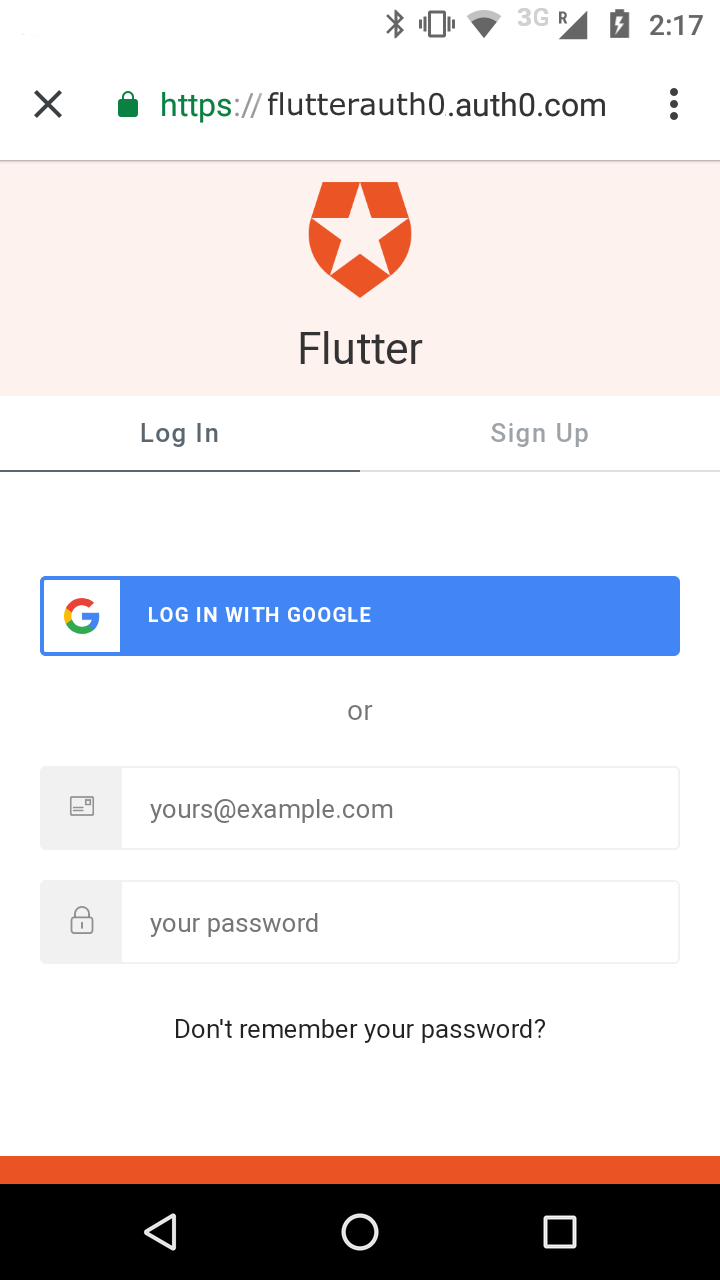 3G R 2:17
https://flutterauth0.auth0.com
Flutter
Log In Sign Up
LOG IN WITH GOOGLE
or
yours@example.com
your password
Don't remember your password?